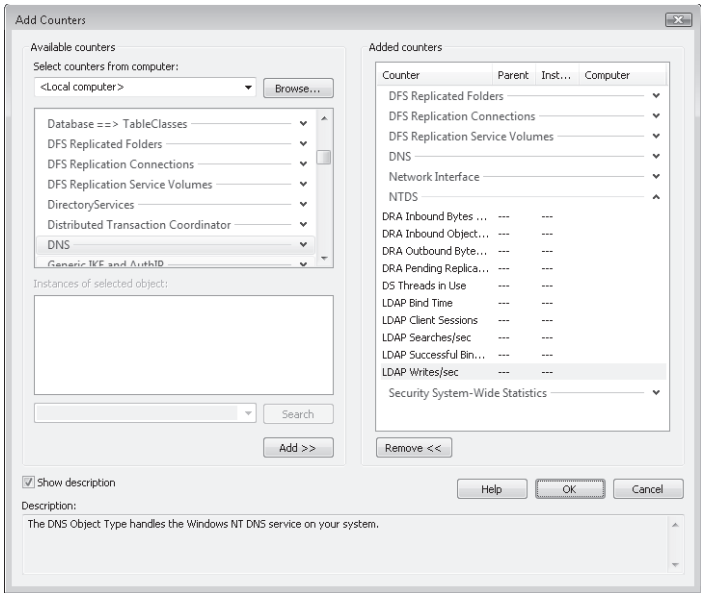 Add Counters
Available counters
Select counters from computer:
<Local computer>
Browse...
Database ==> TableClasses
DFS Replicated Folders
DFS Replication Connections
DFS Replication Service Volumes
DirectoryServices
Distributed Transaction Coordinator
DNS
Generic IKE and AuthIP
Instances of selected object:
Search
Add >>
Added counters
Counter Parent Inst... Computer
DFS Replicated Folders
DFS Replication Connections
DFS Replication Service Volumes
DNS
Network Interface
NTDS
DRA Inbound Bytes ... --- ---
DRA Inbound Object... --- ---
DRA Outbound Byte... --- ---
DRA Pending Replica... --- ---
DS Threads in Use --- ---
LDAP Bind Time --- ---
LDAP Client Sessions --- ---
LDAP Searches/sec --- ---
LDAP Successful Bin... --- ---
LDAP Writes/sec --- ---
Security System-Wide Statistics
Remove <<
Show description
Help
OK
Cancel
Description:
The DNS Object Type handles the Windows NT DNS service on your system.